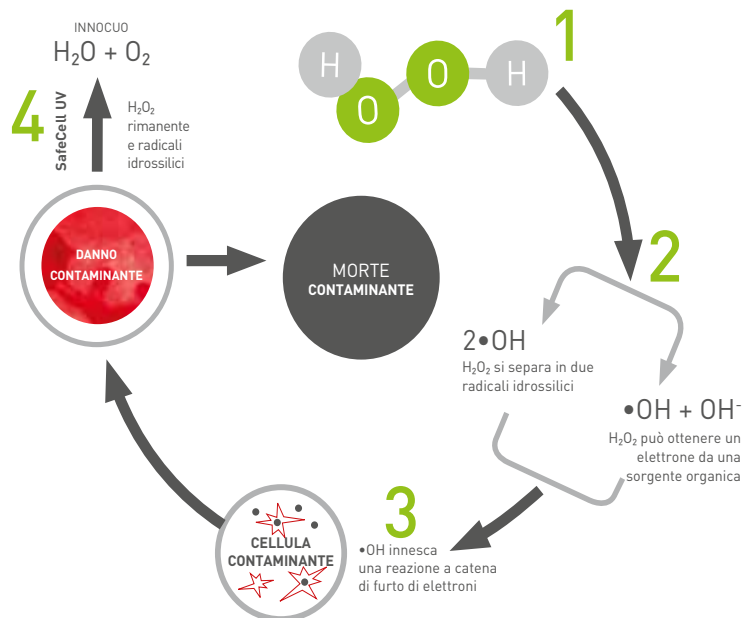 1
H
O
O
H
2
2•OH
H₂O₂ si separa in due
radicali idrossilici
•OH + OH⁻
H₂O₂ può ottenere un
elettrone da una
sorgente organica
3
•OH innesca
una reazione a catena
di furto di elettroni
CELLULA
CONTAMINANTE
DANNO
CONTAMINANTE
MORTE
CONTAMINANTE
4
SafeCell UV
H₂O₂
rimanente
e radicali
idrossilici
INNOCUO
H₂O + O₂